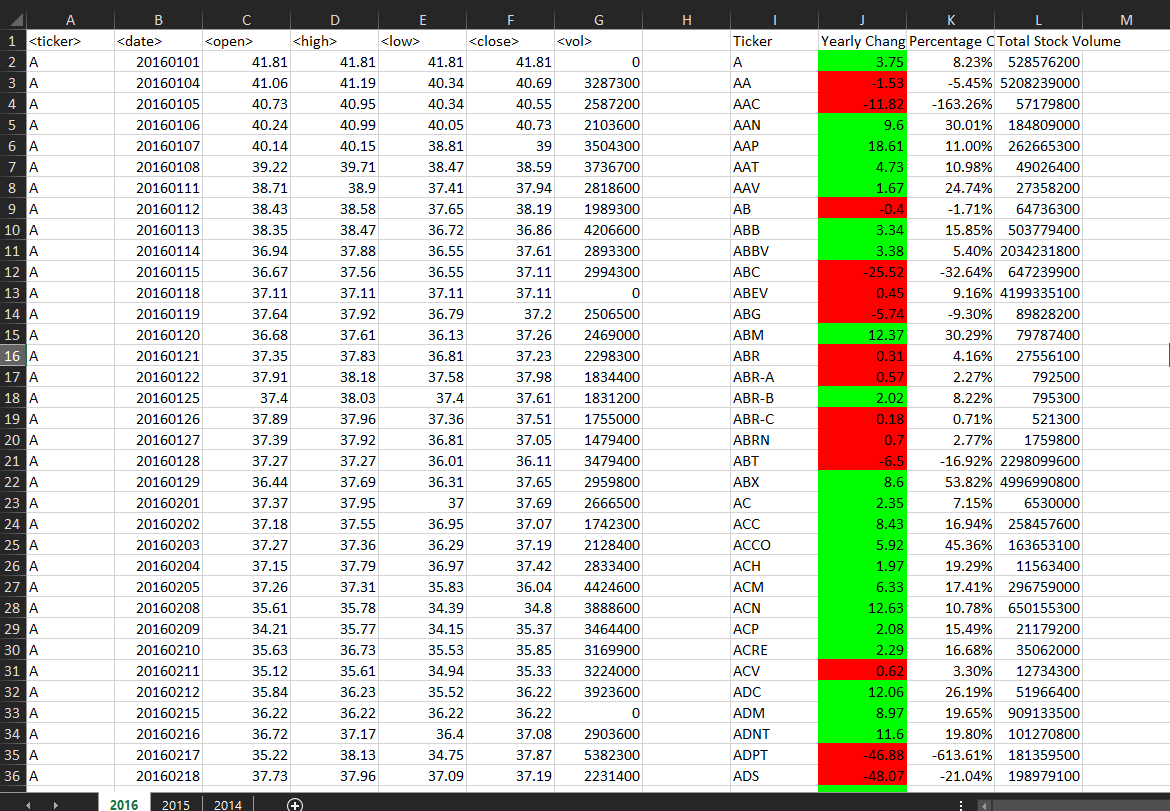 A B C D E F G H I J K L M
1 <ticker> <date> <open> <high> <low> <close> <vol> Ticker Yearly Chang Percentage C Total Stock Volume
2 A 20160101 41.81 41.81 41.81 41.81 0 A 3.75 8.23% 528576200
3 A 20160104 41.06 41.19 40.34 40.69 3287300 AA -1.53 -5.45% 5208239000
4 A 20160105 40.73 40.95 40.34 40.55 2587200 AAC -11.82 -163.26% 57179800
5 A 20160106 40.24 40.99 40.05 40.73 2103600 AAN 9.6 30.01% 184809000
6 A 20160107 40.14 40.15 38.81 39 3504300 AAP 18.61 11.00% 262665300
7 A 20160108 39.22 39.71 38.47 38.59 3736700 AAT 4.73 10.98% 49026400
8 A 20160111 38.71 38.9 37.41 37.94 2818600 AAV 1.67 24.74% 27358200
9 A 20160112 38.43 38.58 37.65 38.19 1989300 AB -0.4 -1.71% 64736300
10 A 20160113 38.35 38.47 36.72 36.86 4206600 ABB 3.34 15.85% 503779400
11 A 20160114 36.94 37.88 36.55 37.61 2893300 ABBV 3.38 5.40% 2034231800
12 A 20160115 36.67 37.56 36.55 37.11 2994300 ABC -25.52 -32.64% 647239900
13 A 20160118 37.11 37.11 37.11 37.11 0 ABEV 0.45 9.16% 4199335100
14 A 20160119 37.64 37.92 36.79 37.2 2506500 ABG -5.74 -9.30% 89828200
15 A 20160120 36.68 37.61 36.13 37.26 2469000 ABM 12.37 30.29% 79787400
16 A 20160121 37.35 37.83 36.81 37.23 2298300 ABR 0.31 4.16% 27556100
17 A 20160122 37.91 38.18 37.58 37.98 1834400 ABR-A 0.57 2.27% 792500
18 A 20160125 37.4 38.03 37.4 37.61 1831200 ABR-B 2.02 8.22% 795300
19 A 20160126 37.89 37.96 37.36 37.51 1755000 ABR-C 0.18 0.71% 521300
20 A 20160127 37.39 37.92 36.81 37.05 1479400 ABRN 0.7 2.77% 1759800
21 A 20160128 37.27 37.27 36.01 36.11 3479400 ABT -6.5 -16.92% 2298099600
22 A 20160129 36.44 37.69 36.31 37.65 2959800 ABX 8.6 53.82% 4996990800
23 A 20160201 37.37 37.95 37 37.69 2666500 AC 2.35 7.15% 6530000
24 A 20160202 37.18 37.55 36.95 37.07 1742300 ACC 8.43 16.94% 258457600
25 A 20160203 37.27 37.36 36.29 37.19 2128400 ACCO 5.92 45.36% 163653100
26 A 20160204 37.15 37.79 36.97 37.42 2833400 ACH 1.97 19.29% 11563400
27 A 20160205 37.26 37.31 35.83 36.04 4424600 ACM 6.33 17.41% 296759000
28 A 20160208 35.61 35.78 34.39 34.8 3888600 ACN 12.63 10.78% 650155300
29 A 20160209 34.21 35.77 34.15 35.37 3464400 ACP 2.08 15.49% 21179200
30 A 20160210 35.63 36.73 35.53 35.85 3169900 ACRE 2.29 16.68% 35062000
31 A 20160211 35.12 35.61 34.94 35.33 3224000 ACV 0.62 3.30% 12734300
32 A 20160212 35.84 36.23 35.52 36.22 3923600 ADC 12.06 26.19% 51966400
33 A 20160215 36.22 36.22 36.22 36.22 0 ADM 8.97 19.65% 909133500
34 A 20160216 36.72 37.17 36.4 37.08 2903600 ADNT 11.6 19.80% 101270800
35 A 20160217 35.22 38.13 34.75 37.87 5382300 ADPT -46.88 -613.61% 181359500
36 A 20160218 37.73 37.96 37.09 37.19 2231400 ADS -48.07 -21.04% 198979100
2016 2015 2014